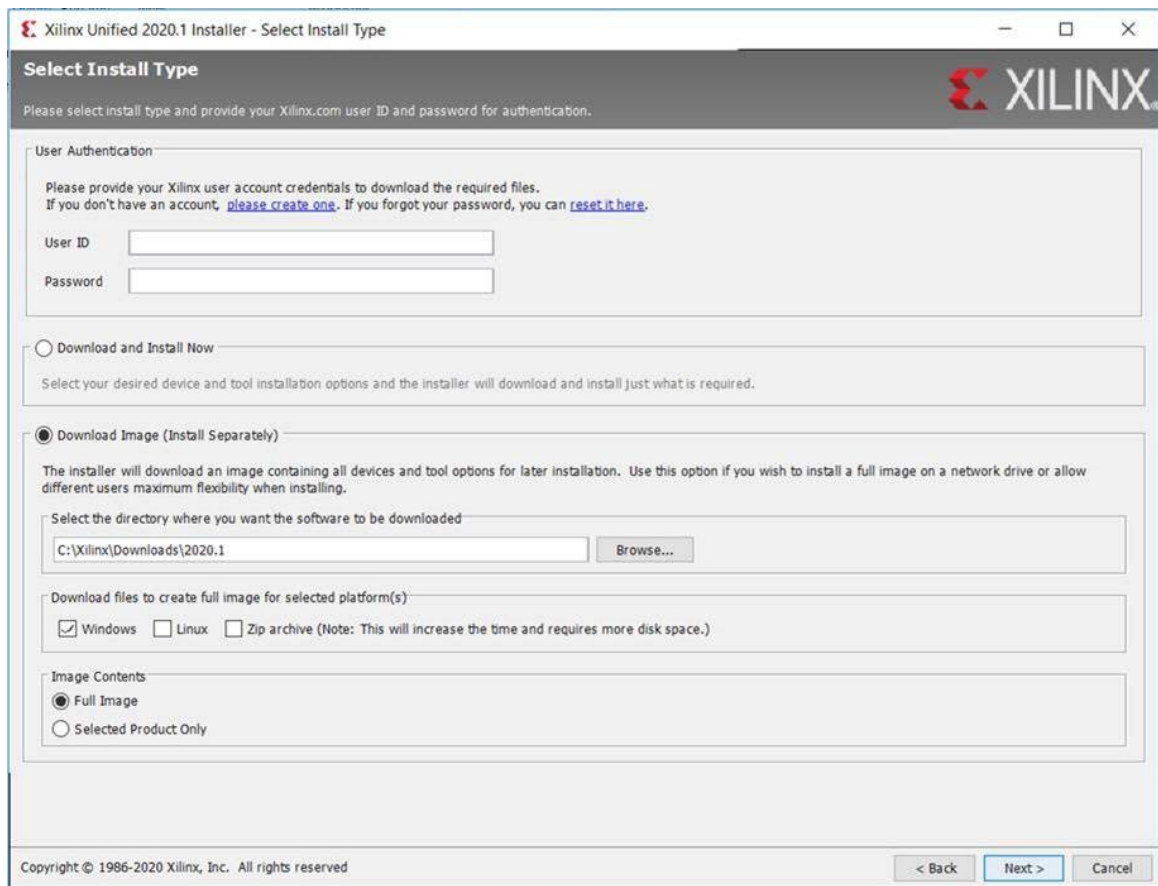 Xilinx Unified 2020.1 Installer - Select Install Type
Select Install Type
Please select install type and provide your Xilinx.com user ID and password for authentication.
XILINX
User Authentication
Please provide your Xilinx user account credentials to download the required files.
If you don't have an account, please create one. If you forgot your password, you can reset it here.
User ID
Password
Download and Install Now
Select your desired device and tool installation options and the installer will download and install just what is required.
Download Image (Install Separately)
The installer will download an image containing all devices and tool options for later installation. Use this option if you wish to install a full image on a network drive or allow
different users maximum flexibility when installing.
Select the directory where you want the software to be downloaded
C:\Xilinx\Downloads\2020.1
Browse...
Download files to create full image for selected platform(s)
Windows Linux Zip archive (Note: This will increase the time and requires more disk space.)
Image Contents
Full Image
Selected Product Only
Copyright © 1986-2020 Xilinx, Inc. All rights reserved
< Back Next > Cancel